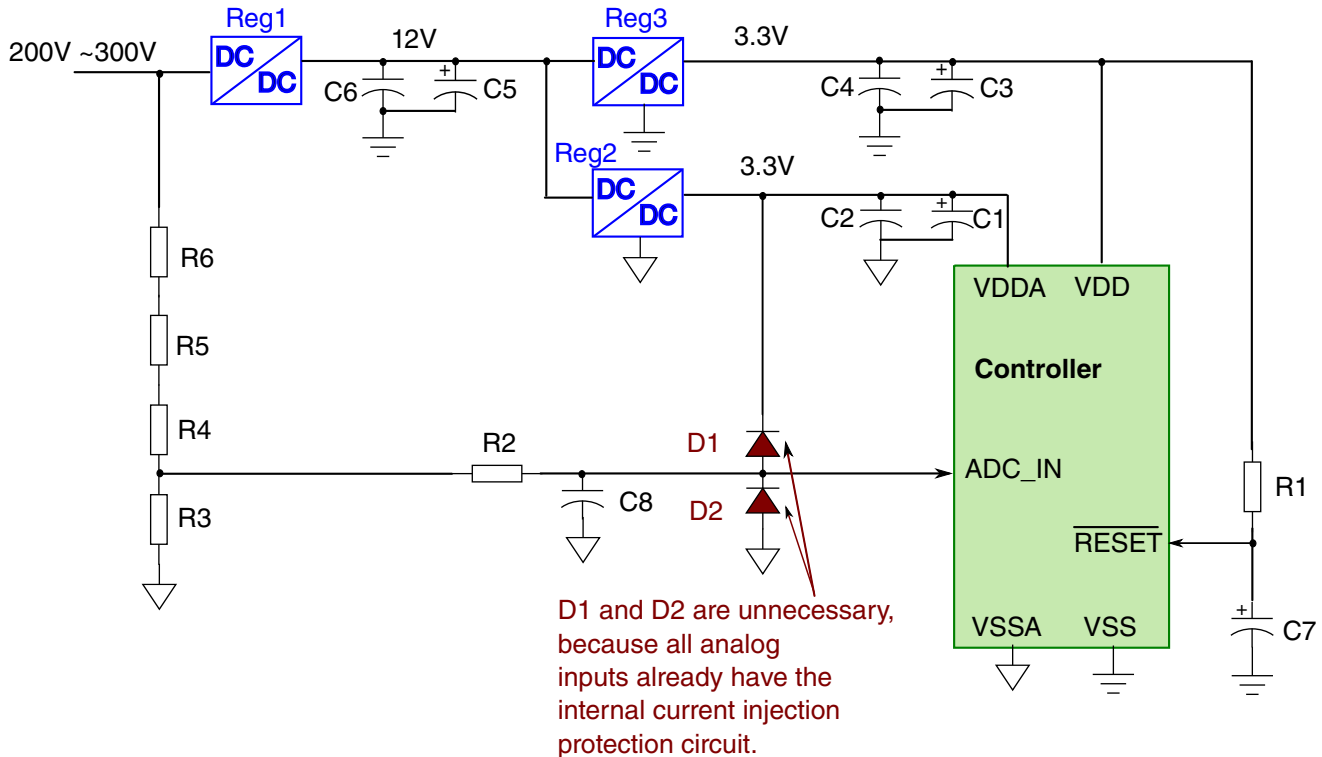 Reg1
Reg3
200V ~300V
12V
3.3V
DC
DC
DC
DC
C6
+
C5
C4
+
C3
Reg2
3.3V
DC
DC
C2
+
C1
R6
VDDA
VDD
R5
Controller
R4
R2
D1
ADC_IN
R1
R3
C8
D2
RESET
D1 and D2 are unnecessary,
because all analog
inputs already have the
internal current injection
protection circuit.
VSSA
VSS
+
C7